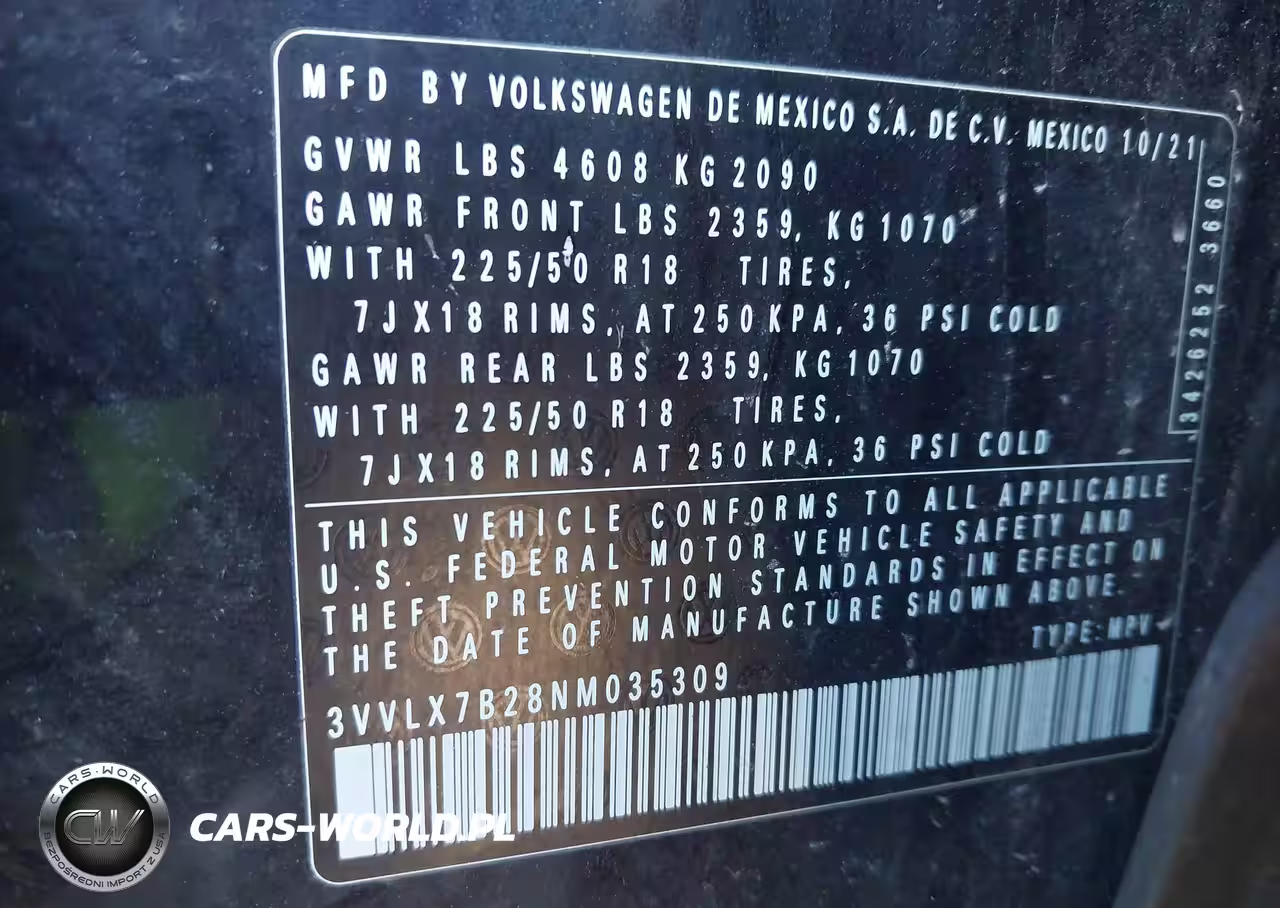 MFD BY VOLKSWAGEN DE MEXICO S.A. DE C.V. MEXICO 10/21
GVWR LBS 4608 KG 2090
GAWR FRONT LBS 2359, KG 1070
WITH 225/50 R18 TIRES,
7JX18 RIMS, AT 250 KPA, 36 PSI COLD
GAWR REAR LBS 2359, KG 1070
WITH 225/50 R18 TIRES,
7JX18 RIMS, AT 250 KPA, 36 PSI COLD
3426252 3660
THIS VEHICLE CONFORMS TO ALL APPLICABLE
U.S. FEDERAL MOTOR VEHICLE SAFETY AND
THEFT PREVENTION STANDARDS IN EFFECT ON
THE DATE OF MANUFACTURE SHOWN ABOVE.
TYPE: MPV
3VVLX7B28NM035309
CARS-WORLD
CW
BEZPOŚREDNI IMPORT Z USA
CARS-WORLD.PL